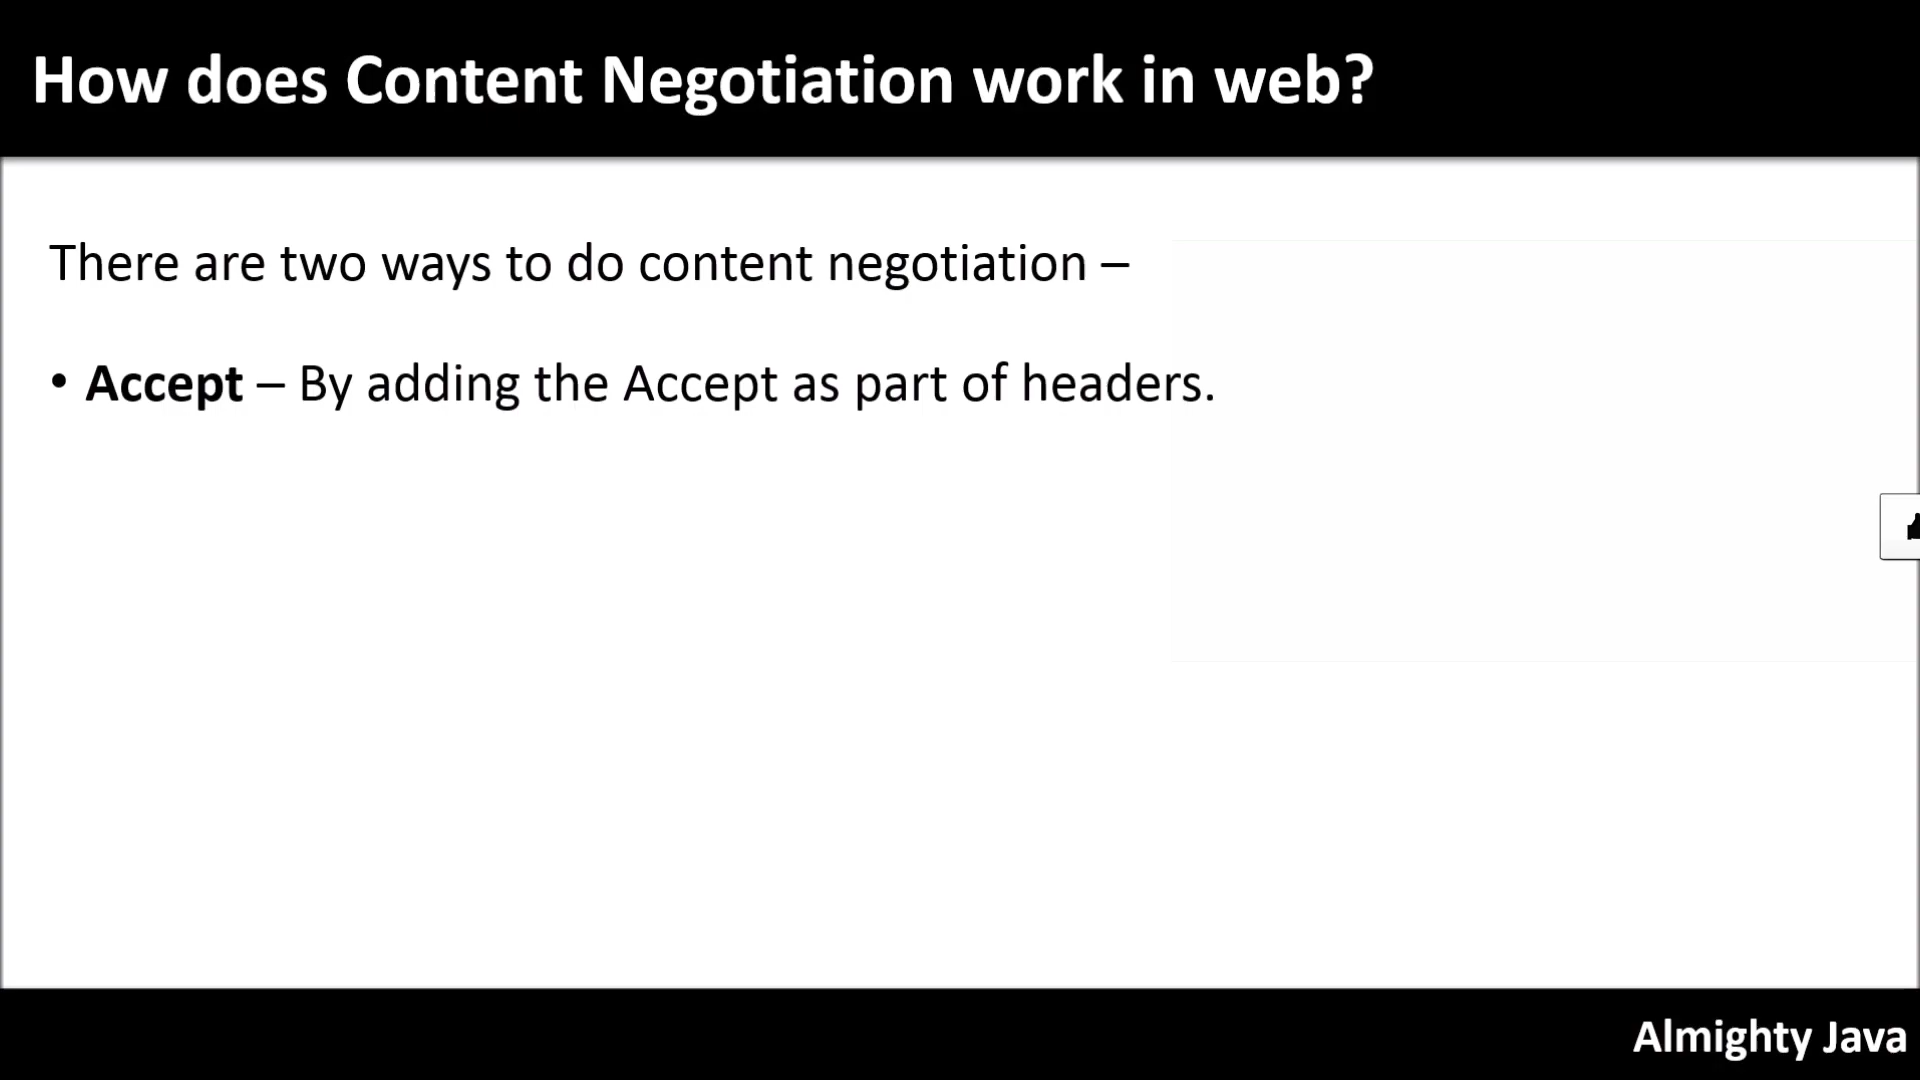 How does Content Negotiation work in web?
There are two ways to do content negotiation –
• Accept – By adding the Accept as part of headers.
Almighty Java